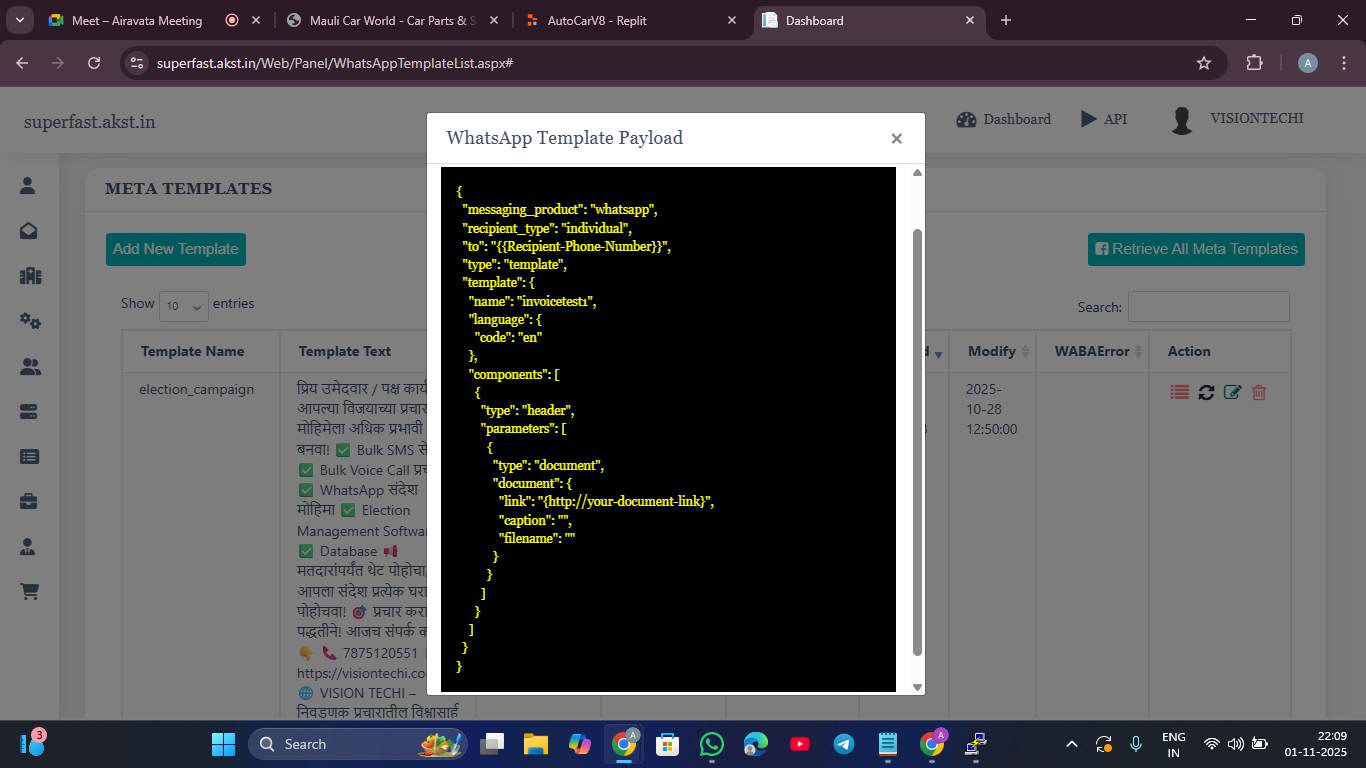 Meet – Airavata Meeting
Mauli Car World - Car Parts & S
AutoCarV8 - Replit
Dashboard
superfast.akst.in/Web/Panel/WhatsAppTemplateList.aspx#
A
superfast.akst.in
Dashboard
API
VISIONTECHI
META TEMPLATES
Add New Template
Retrieve All Meta Templates
Show 10 entries
Search:
Template Name
Template Text
Modify
WABAError
Action
election_campaign
प्रिय उमेदवार / पक्ष कार्य
आपल्या विजयाच्या प्रचार
मोहिमेला अधिक प्रभावी
बनवा! ✅ Bulk SMS से
✅ Bulk Voice Call प्र
✅ WhatsApp संदेश
मोहिमा ✅ Election
Management Softwar
✅ Database 📢
मतदारांपर्यंत थेट पोहोचा,
आपला संदेश प्रत्येक घरा
पोहोचवा! 🎯 प्रचार करा
पद्धतीने! आजच संपर्क क
👇 📞 7875120551
https://visiontechi.co
🌐 VISION TECHI –
निवडणूक प्रचारातील विश्वासार्ह
2025-
10-28
12:50:00
WhatsApp Template Payload
×
{
"messaging_product": "whatsapp",
"recipient_type": "individual",
"to": "{{Recipient-Phone-Number}}",
"type": "template",
"template": {
"name": "invoicetest1",
"language": {
"code": "en"
},
"components": [
{
"type": "header",
"parameters": [
{
"type": "document",
"document": {
"link": "{http://your-document-link}",
"caption": "",
"filename": ""
}
}
]
}
]
}
}
3
Search
A
A
ENG
IN
22:09
01-11-2025